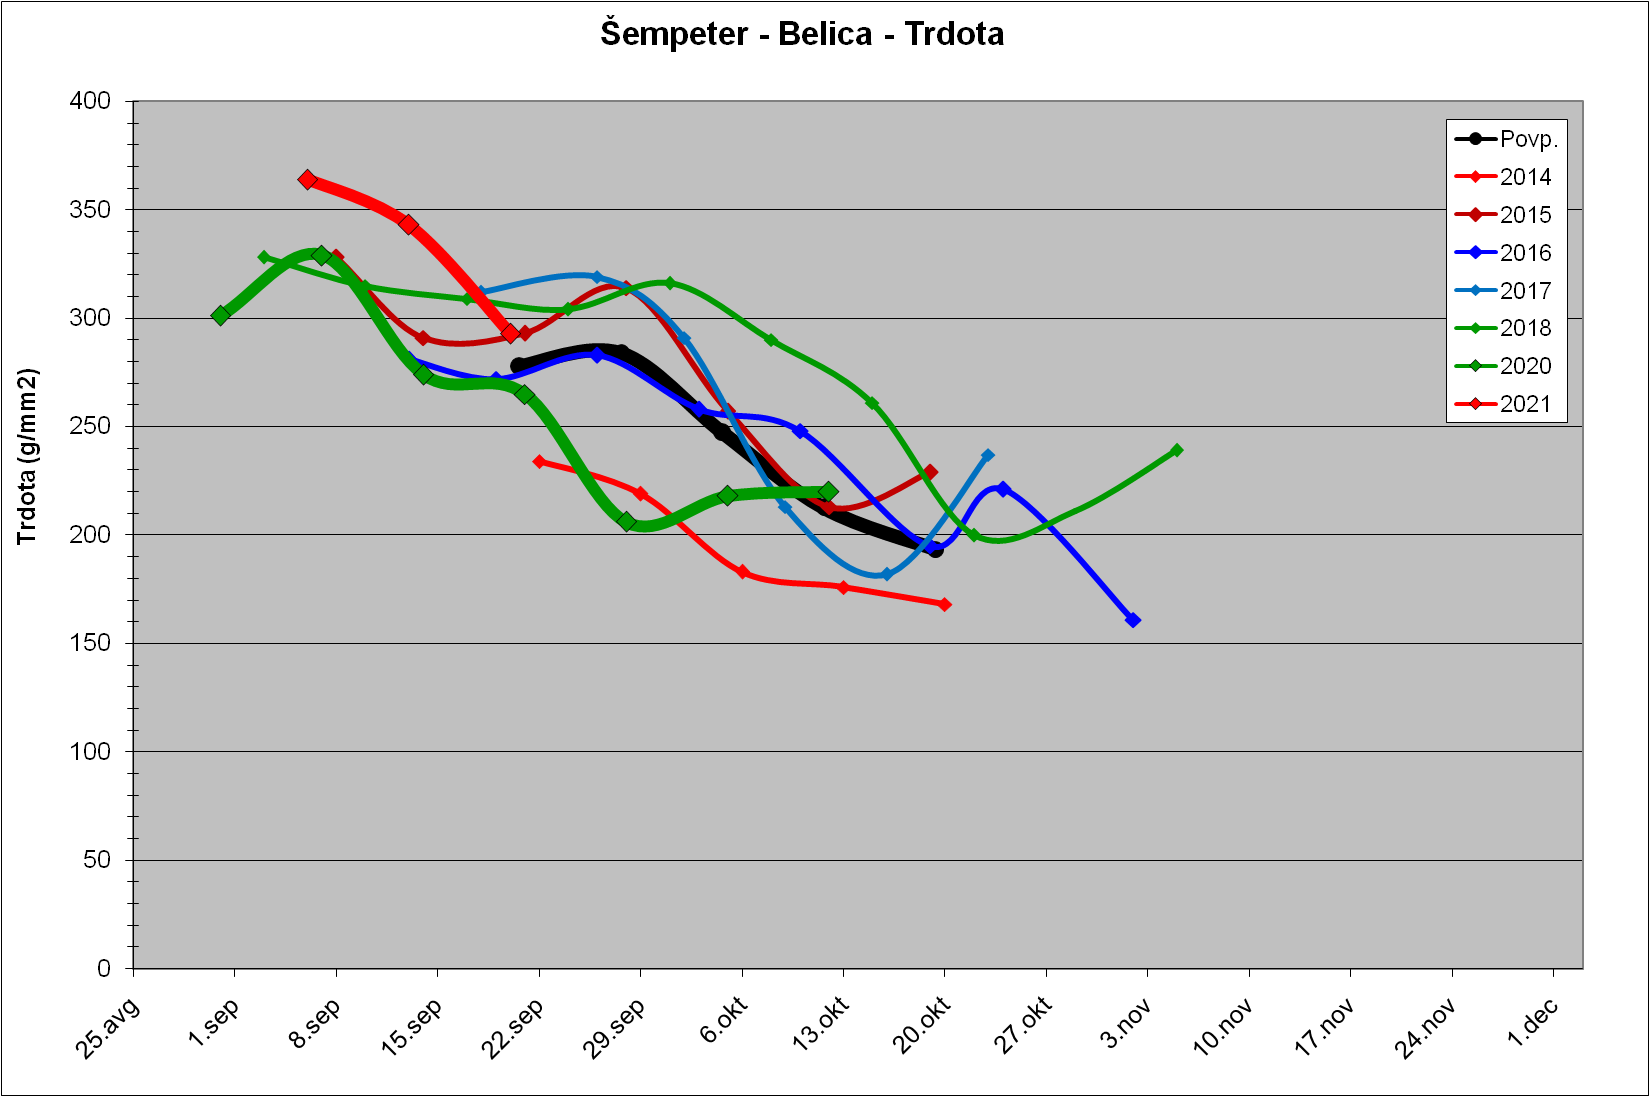 Šempeter - Belica - Trdota
Trdota (g/mm2)
400
350
300
250
200
150
100
50
0
25.avg
1.sep
8.sep
15.sep
22.sep
29.sep
6.okt
13.okt
20.okt
27.okt
3.nov
10.nov
17.nov
24.nov
1.dec
Povp.
2014
2015
2016
2017
2018
2020
2021